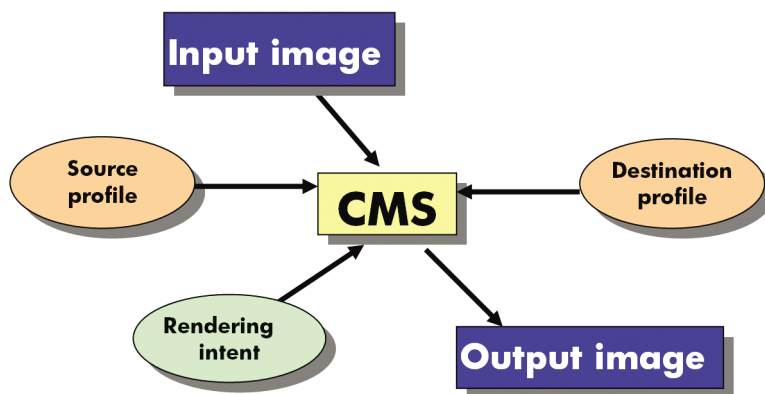 Input image
Source
profile
Destination
profile
CMS
Rendering
intent
Output image